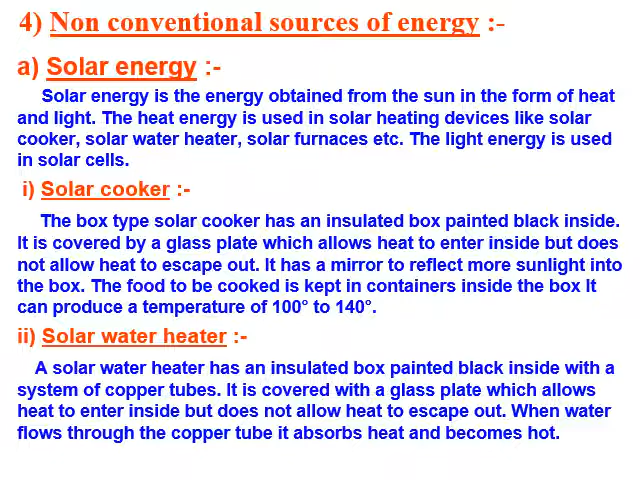 4) Non conventional sources of energy :-
a) Solar energy :-
Solar energy is the energy obtained from the sun in the form of heat
and light. The heat energy is used in solar heating devices like solar
cooker, solar water heater, solar furnaces etc. The light energy is used
in solar cells.
i) Solar cooker :-
The box type solar cooker has an insulated box painted black inside.
It is covered by a glass plate which allows heat to enter inside but does
not allow heat to escape out. It has a mirror to reflect more sunlight into
the box. The food to be cooked is kept in containers inside the box It
can produce a temperature of 100° to 140°.
ii) Solar water heater :-
A solar water heater has an insulated box painted black inside with a
system of copper tubes. It is covered with a glass plate which allows
heat to enter inside but does not allow heat to escape out. When water
flows through the copper tube it absorbs heat and becomes hot.